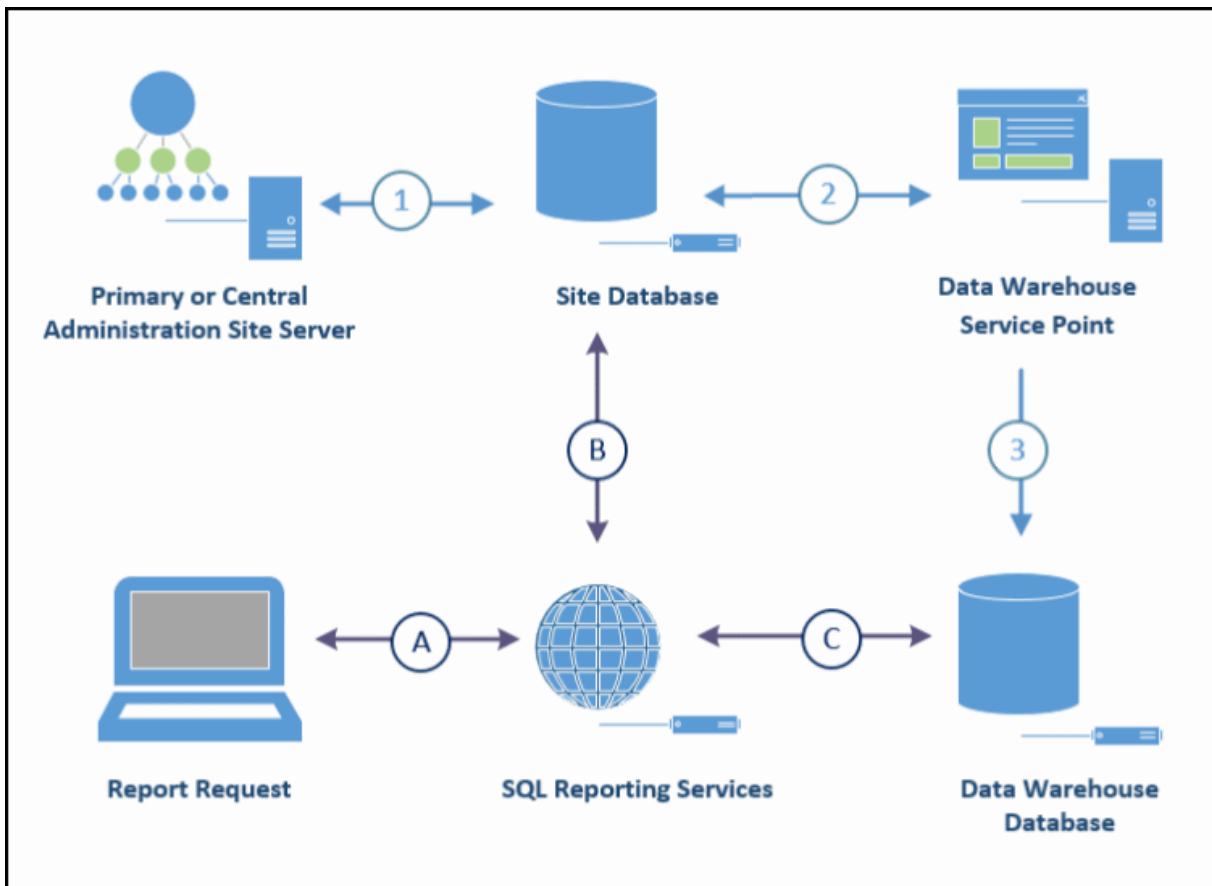 1
2
Primary or Central
Administration Site Server
Site Database
Data Warehouse
Service Point
B
3
A
C
Report Request
SQL Reporting Services
Data Warehouse
Database